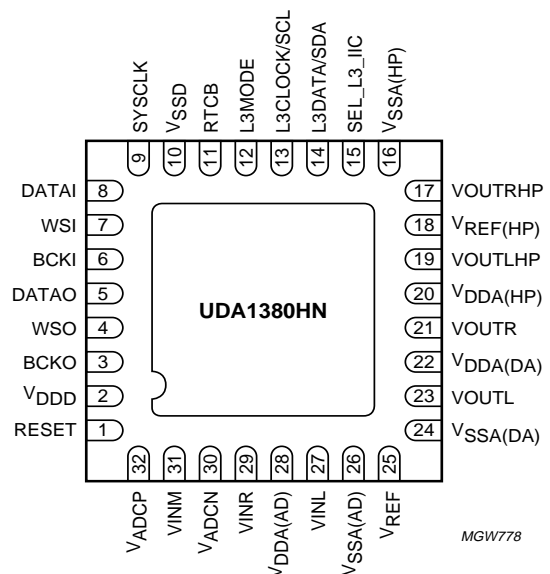 SYSCLK
VSSD
RTCB
L3MODE
L3CLOCK/SCL
L3DATA/SDA
SEL_L3_IIC
VSSA(HP)
9
10
11
12
13
14
15
16
DATAI 8
WSI 7
BCKI 6
DATAO 5
WSO 4
BCKO 3
VDDD 2
RESET 1
UDA1380HN
17 VOUTRHP
18 VREF(HP)
19 VOUTLHP
20 VDDA(HP)
21 VOUTR
22 VDDA(DA)
23 VOUTL
24 VSSA(DA)
32
31
30
29
28
27
26
25
VADCP
VINM
VADCN
VINR
VDDA(AD)
VINL
VSSA(AD)
VREF
MGW778